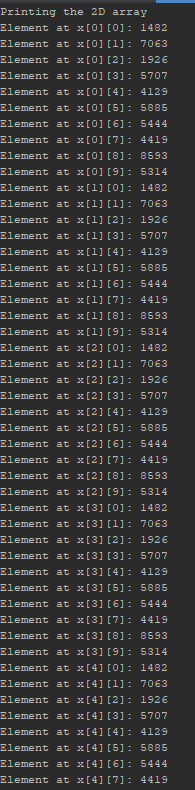 Printing the 2D array
Element at x[0][0]: 1482
Element at x[0][1]: 7063
Element at x[0][2]: 1926
Element at x[0][3]: 5707
Element at x[0][4]: 4129
Element at x[0][5]: 5885
Element at x[0][6]: 5444
Element at x[0][7]: 4419
Element at x[0][8]: 8593
Element at x[0][9]: 5314
Element at x[1][0]: 1482
Element at x[1][1]: 7063
Element at x[1][2]: 1926
Element at x[1][3]: 5707
Element at x[1][4]: 4129
Element at x[1][5]: 5885
Element at x[1][6]: 5444
Element at x[1][7]: 4419
Element at x[1][8]: 8593
Element at x[1][9]: 5314
Element at x[2][0]: 1482
Element at x[2][1]: 7063
Element at x[2][2]: 1926
Element at x[2][3]: 5707
Element at x[2][4]: 4129
Element at x[2][5]: 5885
Element at x[2][6]: 5444
Element at x[2][7]: 4419
Element at x[2][8]: 8593
Element at x[2][9]: 5314
Element at x[3][0]: 1482
Element at x[3][1]: 7063
Element at x[3][2]: 1926
Element at x[3][3]: 5707
Element at x[3][4]: 4129
Element at x[3][5]: 5885
Element at x[3][6]: 5444
Element at x[3][7]: 4419
Element at x[3][8]: 8593
Element at x[3][9]: 5314
Element at x[4][0]: 1482
Element at x[4][1]: 7063
Element at x[4][2]: 1926
Element at x[4][3]: 5707
Element at x[4][4]: 4129
Element at x[4][5]: 5885
Element at x[4][6]: 5444
Element at x[4][7]: 4419